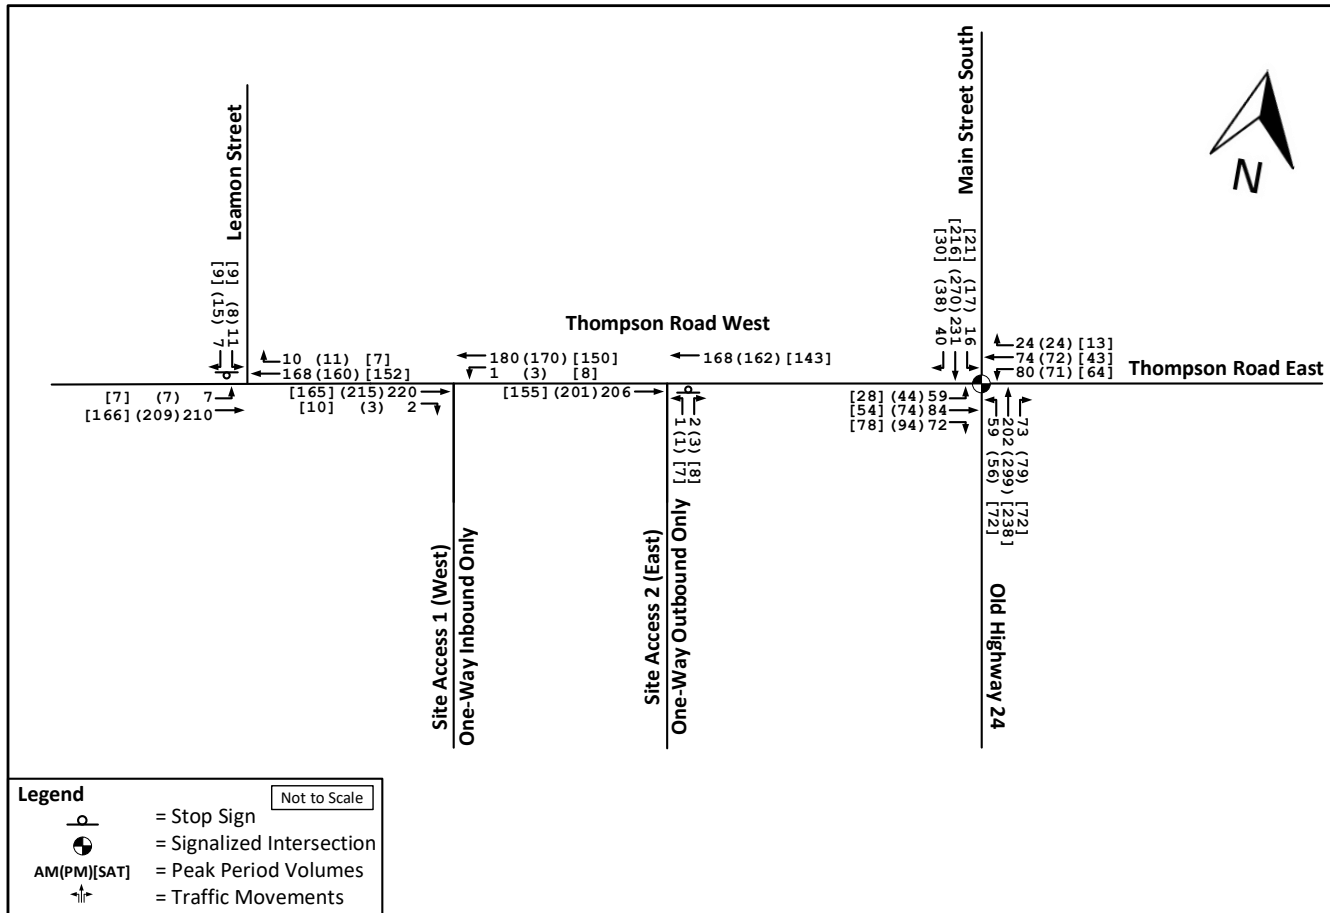 Leamon Street
Main Street South
N
[9] (8) 11
[9] (15) 7
[21] (17) 16
[216] (270) 231
[30] (38) 40
Thompson Road West
10 (11) [7]
168 (160) [152]
180 (170) [150]
1 (3) [8]
168 (162) [143]
24 (24) [13]
74 (72) [43]
80 (71) [64]
Thompson Road East
[7] (7) 7
[166] (209) 210
[165] (215) 220
[10] (3) 2
[155] (201) 206
[28] (44) 59
[54] (74) 84
[78] (94) 72
2 (3) [8]
1 (1) [7]
73 (79) [72]
202 (299) [238]
59 (56) [72]
Site Access 1 (West)
One-Way Inbound Only
Site Access 2 (East)
One-Way Outbound Only
Old Highway 24
Legend
Not to Scale
= Stop Sign
= Signalized Intersection
AM(PM)[SAT] = Peak Period Volumes
= Traffic Movements